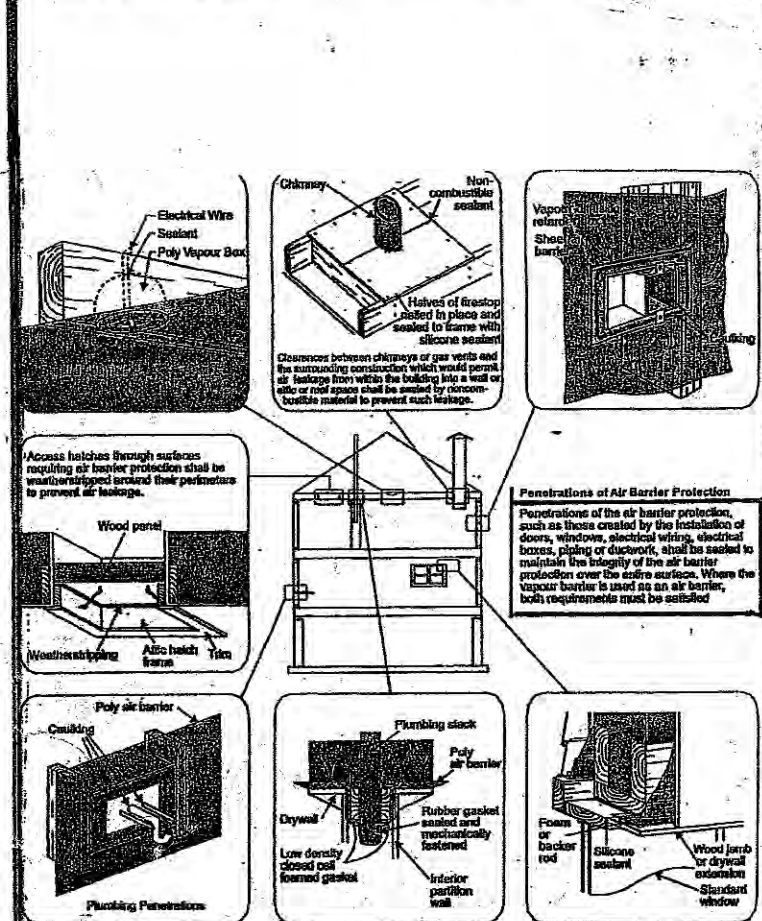 Electrical Wire
Sealant
Poly Vapour Box
Chimney
Non-
combustible
sealant
Halves of firestop
nailed in place and
sealed to frame with
silicone sealant
Clearances between chimneys or gas vents and
the surrounding construction which would permit
air leakage from within the building into a wall or
attic or roof space shall be sealed by noncom-
bustible material to prevent such leakage.
Vapou
retard
Shee
barrie
ulking
Access hatches through surfaces
requiring air barrier protection shall be
weatherstripped around their perimeters
to prevent air leakage.
Wood panel
Weatherstripping
Attic hatch
frame
Trim
Penetrations of Air Barrier Protection
Penetrations of the air barrier protection,
such as those created by the installation of
doors, windows, electrical wiring, electrical
boxes, piping or ductwork, shall be sealed to
maintain the integrity of the air barrier
protection over the entire surface. Where the
vapour barrier is used as an air barrier,
both requirements must be satisfied
Poly air barrier
Caulking
Plumbing Penetrations
Plumbing stack
Poly
air barrier
Drywall
Rubber gasket
sealed and
mechanically
fastened
Low density
closed cell
foamed gasket
Interior
partition
wall
Foam
or
backer
rod
Silicone
sealant
Wood jamb
or drywall
extension
Standard
window